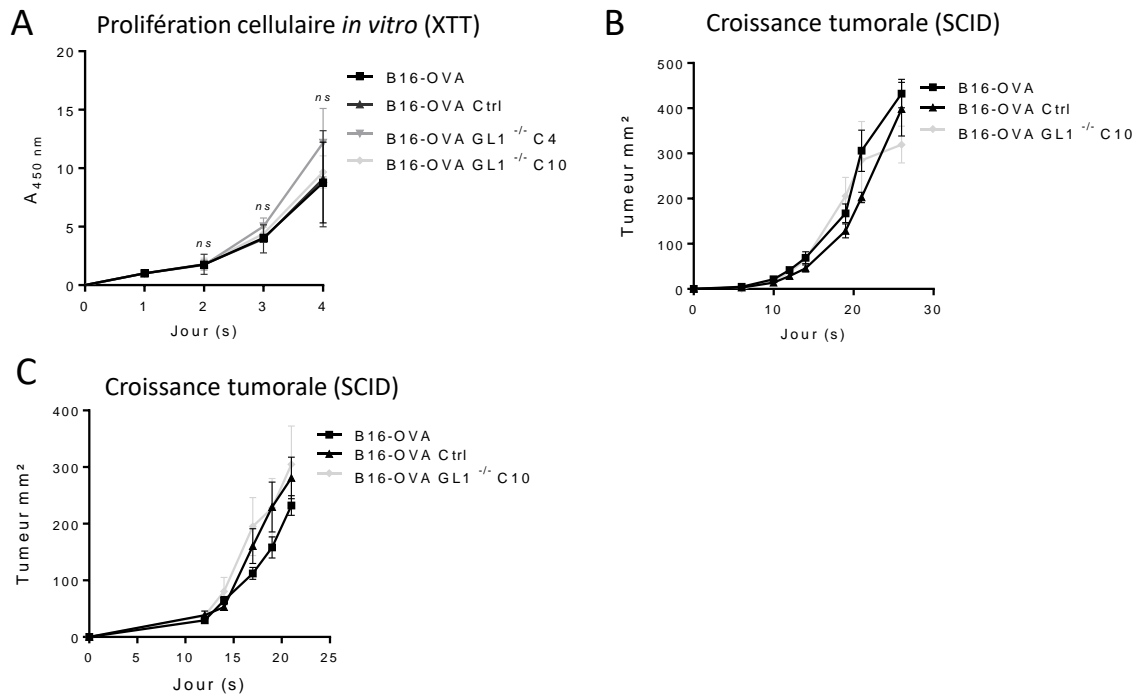 A
Prolifération cellulaire in vitro (XTT)
20
15
10
5
0
A450 nm
0 1 2 3 4
Jour (s)
ns
ns
ns
B16-OVA
B16-OVA Ctrl
B16-OVA GL1 -/- C4
B16-OVA GL1 -/- C10
B
Croissance tumorale (SCID)
500
400
300
200
100
0
Tumeur mm²
0 10 20 30
Jour (s)
B16-OVA
B16-OVA Ctrl
B16-OVA GL1 -/- C10
C
Croissance tumorale (SCID)
400
300
200
100
0
Tumeur mm²
0 5 10 15 20 25
Jour (s)
B16-OVA
B16-OVA Ctrl
B16-OVA GL1 -/- C10